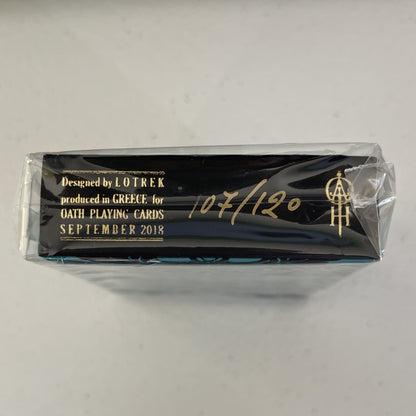 Designed by LOTREK
produced in GREECE for
OATH PLAYING CARDS
SEPTEMBER 2018
107/120